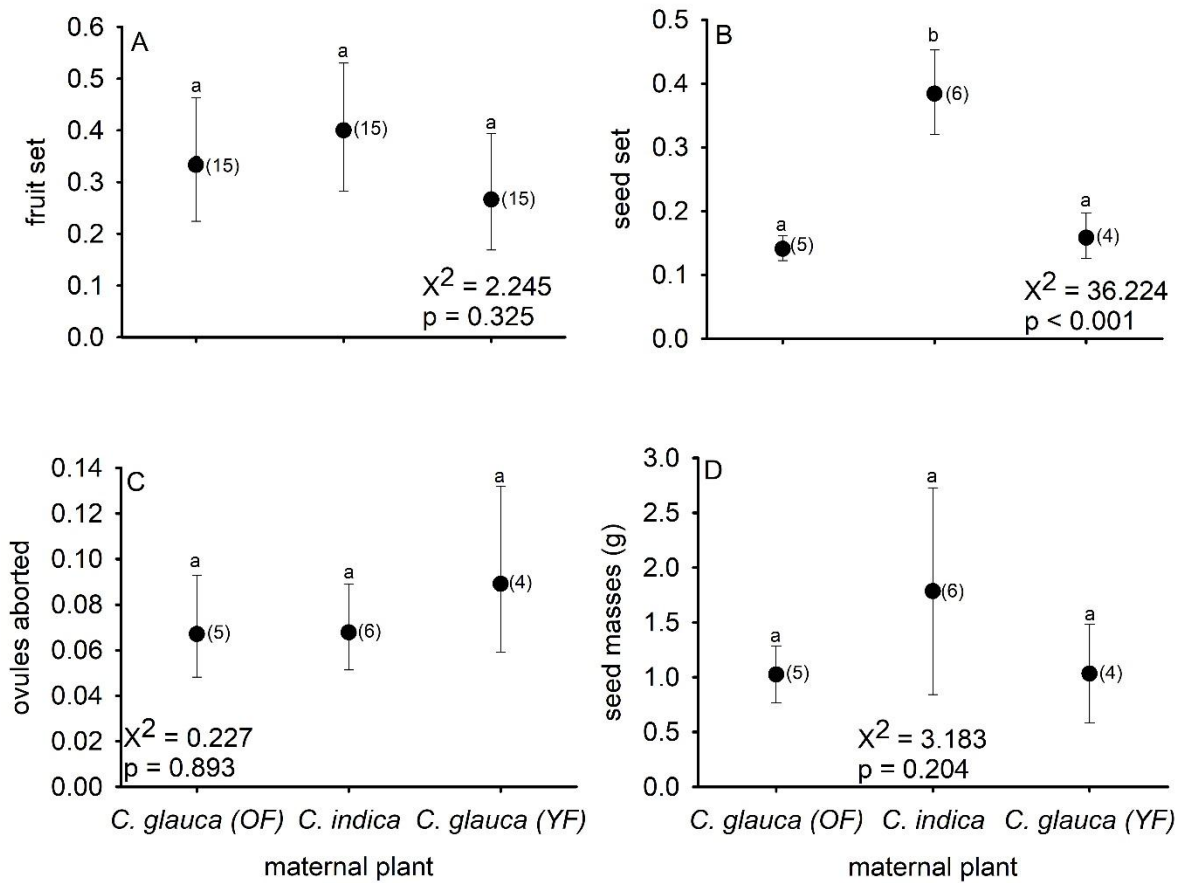 A
0.6
0.5
0.4
0.3
0.2
0.1
0.0
fruit set
a
a
a
(15)
(15)
(15)
X² = 2.245
p = 0.325
B
0.5
0.4
0.3
0.2
0.1
0.0
seed set
a
b
a
(5)
(6)
(4)
X² = 36.224
p < 0.001
C
0.14
0.12
0.10
0.08
0.06
0.04
0.02
0.00
ovules aborted
a
a
a
(5)
(6)
(4)
X² = 0.227
p = 0.893
C. glauca (OF) C. indica C. glauca (YF)
maternal plant
D
3.0
2.5
2.0
1.5
1.0
0.5
0.0
seed masses (g)
a
a
a
(5)
(6)
(4)
X² = 3.183
p = 0.204
C. glauca (OF) C. indica C. glauca (YF)
maternal plant